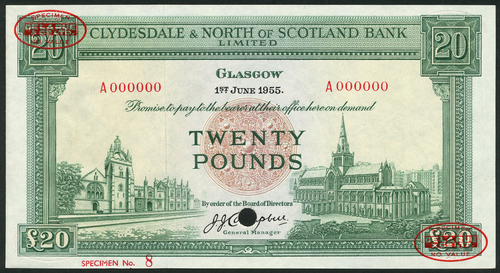 SPECIMEN
20
CLYDESDALE & NORTH OF SCOTLAND BANK
LIMITED
20
GLASGOW
A 000000
1ST JUNE 1955.
A 000000
Promise to pay to the bearer at their office here on demand
TWENTY
POUNDS
By order of the Board of Directors
General Manager
£20
£20
NO VALUE
SPECIMEN No. 8